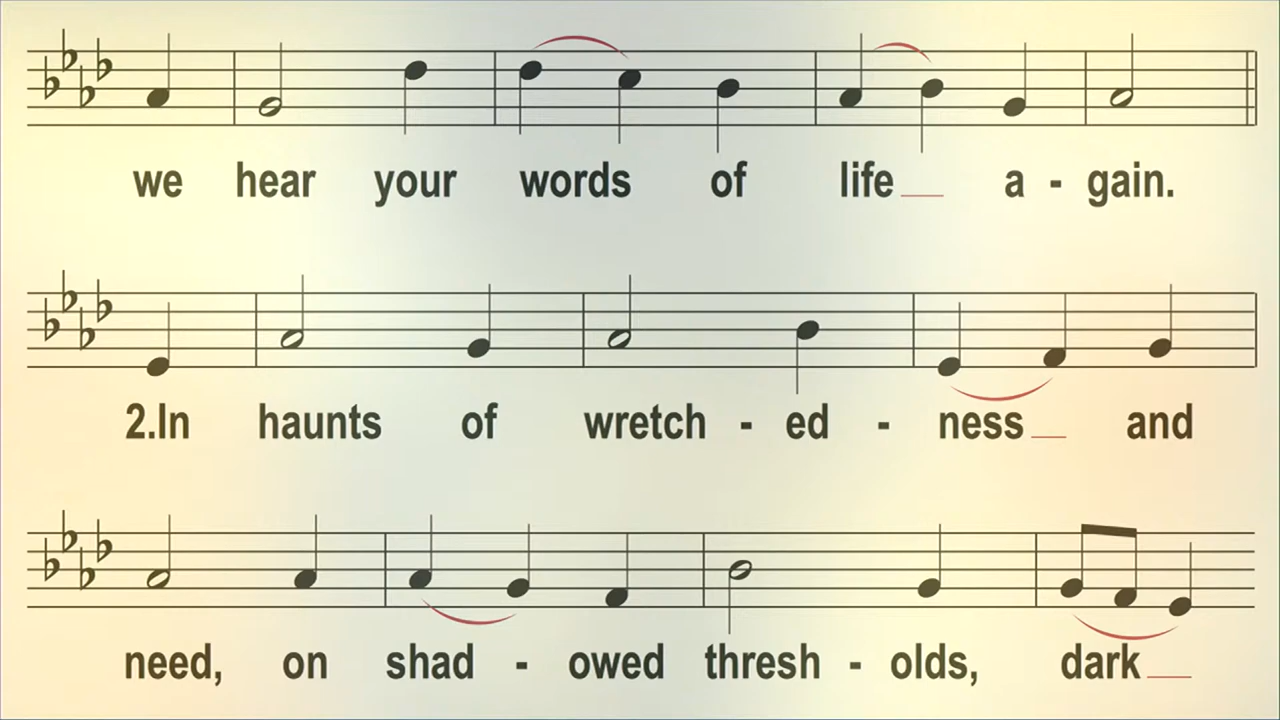 we hear your words of life a - gain.
2.In haunts of wretch - ed - ness and
need, on shad - owed thresh - olds, dark